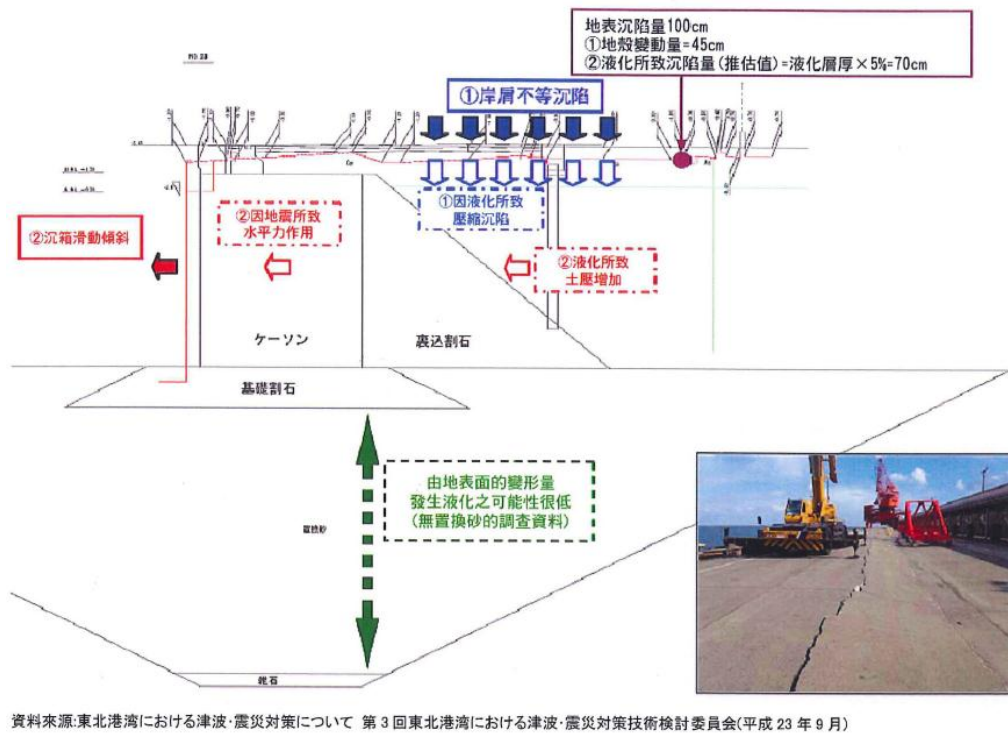 地表沉陷量100cm
①地殼變動量=45cm
②液化所致沉陷量(推估值)=液化層厚×5%=70cm
①岸肩不等沉陷
①因液化所致
壓縮沉陷
②沉箱滑動傾斜
②因地震所致
水平力作用
②液化所致
土壓增加
ケーソン
裏込割石
基礎割石
由地表面的變形量
發生液化之可能性很低
(無置換砂的調查資料)
置換砂
資料來源:東北港湾における津波･震災対策について 第3回東北港湾における津波･震災対策技術検討委員会(平成23年9月)